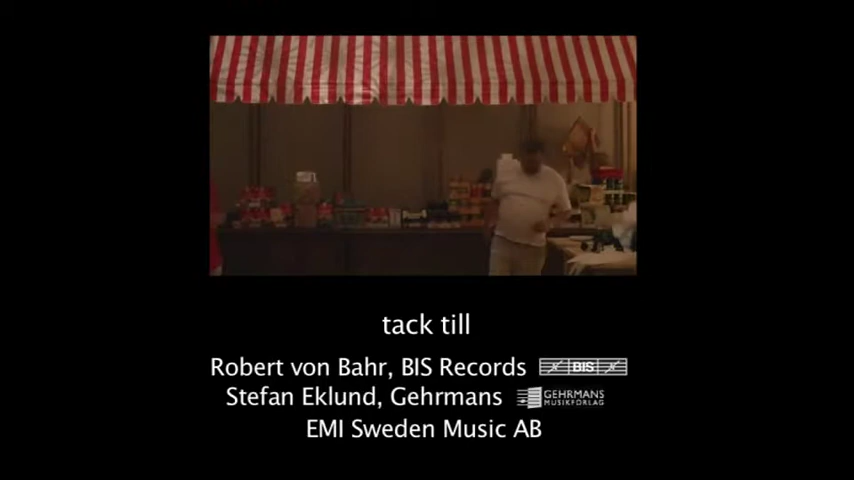 tack till
Robert von Bahr, BIS Records BIS
Stefan Eklund, Gehrmans GEHRMANS
MUSIKFÖRLAG
EMI Sweden Music AB